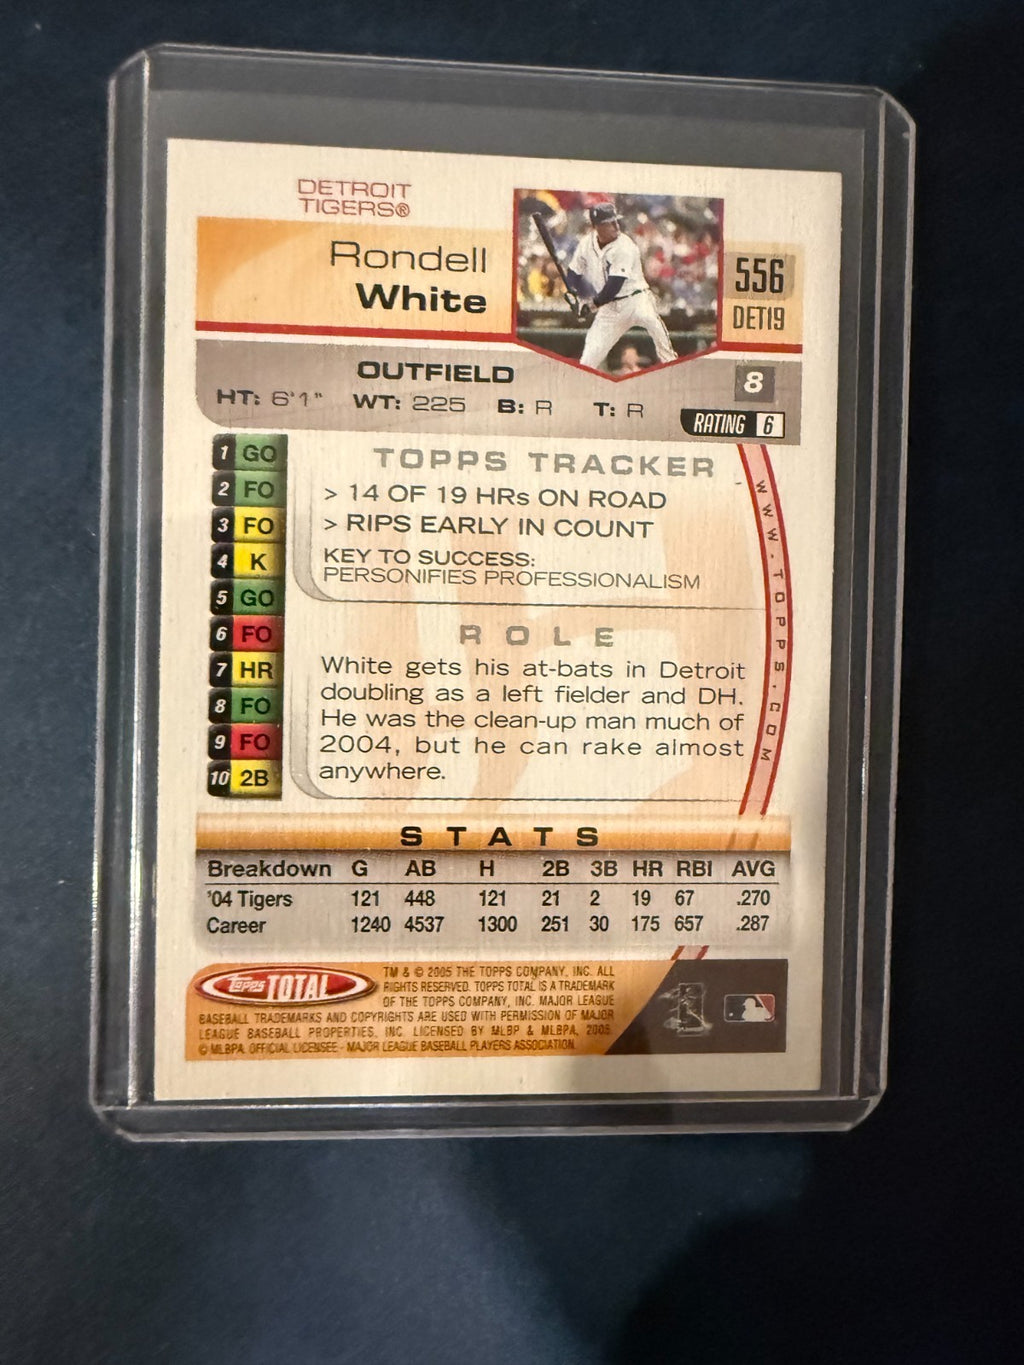 DETROIT
TIGERS®
Rondell
White
556
DET19
OUTFIELD
8
HT: 6'1" WT: 225 B: R T: R
RATING 6
1 GO
2 FO
3 FO
4 K
5 GO
6 FO
7 HR
8 FO
9 FO
10 2B
TOPPS TRACKER
> 14 OF 19 HRs ON ROAD
> RIPS EARLY IN COUNT
KEY TO SUCCESS:
PERSONIFIES PROFESSIONALISM
WWW.TOPPS.COM
ROLE
White gets his at-bats in Detroit
doubling as a left fielder and DH.
He was the clean-up man much of
2004, but he can rake almost
anywhere.
STATS
Breakdown G AB H 2B 3B HR RBI AVG
'04 Tigers 121 448 121 21 2 19 67 .270
Career 1240 4537 1300 251 30 175 657 .287
Topps TOTAL
TM & © 2005 THE TOPPS COMPANY, INC. ALL
RIGHTS RESERVED. TOPPS TOTAL IS A TRADEMARK
OF THE TOPPS COMPANY, INC. MAJOR LEAGUE
BASEBALL TRADEMARKS AND COPYRIGHTS ARE USED WITH PERMISSION OF MAJOR
LEAGUE BASEBALL PROPERTIES, INC. LICENSED BY MLBP & MLBPA, 2005.
© MLBPA OFFICIAL LICENSEE - MAJOR LEAGUE BASEBALL PLAYERS ASSOCIATION.